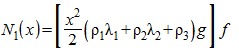 N₁(x) = [x²/2 (ρ₁λ₁ + ρ₂λ₂ + ρ₃) g] f